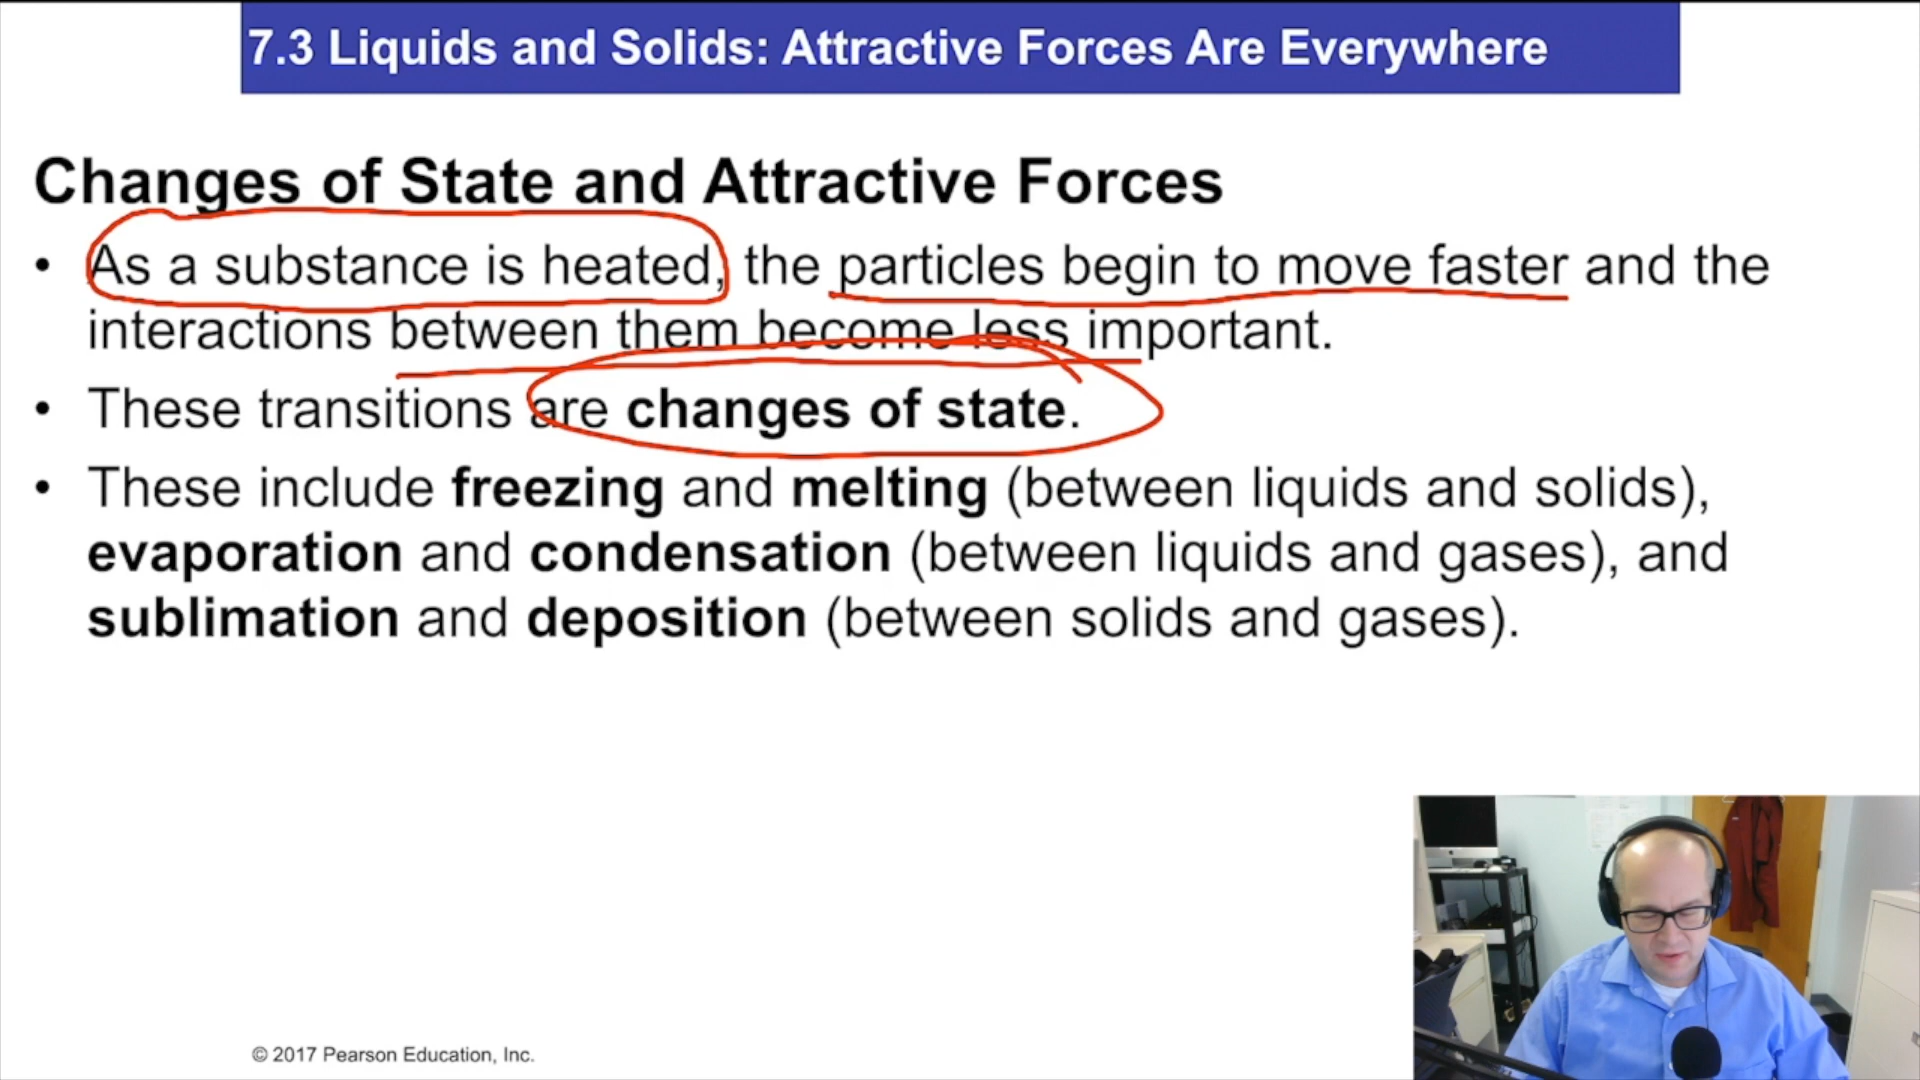 7.3 Liquids and Solids: Attractive Forces Are Everywhere
Changes of State and Attractive Forces
• As a substance is heated, the particles begin to move faster and the
interactions between them become less important.
• These transitions are changes of state.
• These include freezing and melting (between liquids and solids),
evaporation and condensation (between liquids and gases), and
sublimation and deposition (between solids and gases).
© 2017 Pearson Education, Inc.